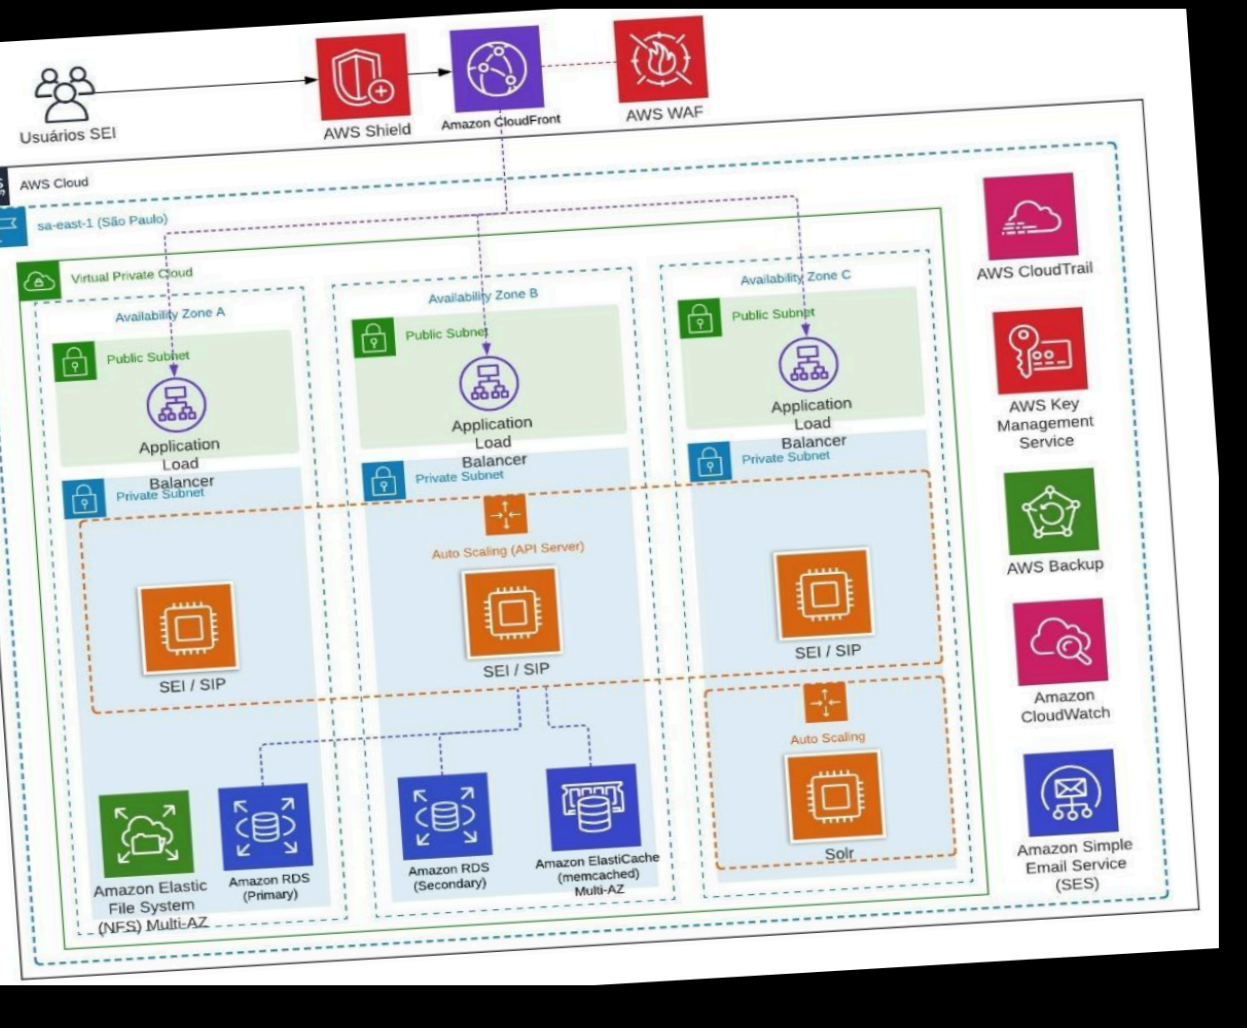 Usuários SEI
AWS Shield
Amazon CloudFront
AWS WAF
AWS Cloud
sa-east-1 (São Paulo)
Virtual Private Cloud
Availability Zone A
Availability Zone B
Availability Zone C
Public Subnet
Public Subnet
Public Subnet
Application
Load
Balancer
Application
Load
Balancer
Application
Load
Balancer
Private Subnet
Private Subnet
Private Subnet
Auto Scaling (API Server)
SEI / SIP
SEI / SIP
SEI / SIP
Auto Scaling
Solr
Amazon Elastic
File System
(NFS) Multi-AZ
Amazon RDS
(Primary)
Amazon RDS
(Secondary)
Amazon ElastiCache
(memcached)
Multi-AZ
AWS CloudTrail
AWS Key
Management
Service
AWS Backup
Amazon
CloudWatch
Amazon Simple
Email Service
(SES)